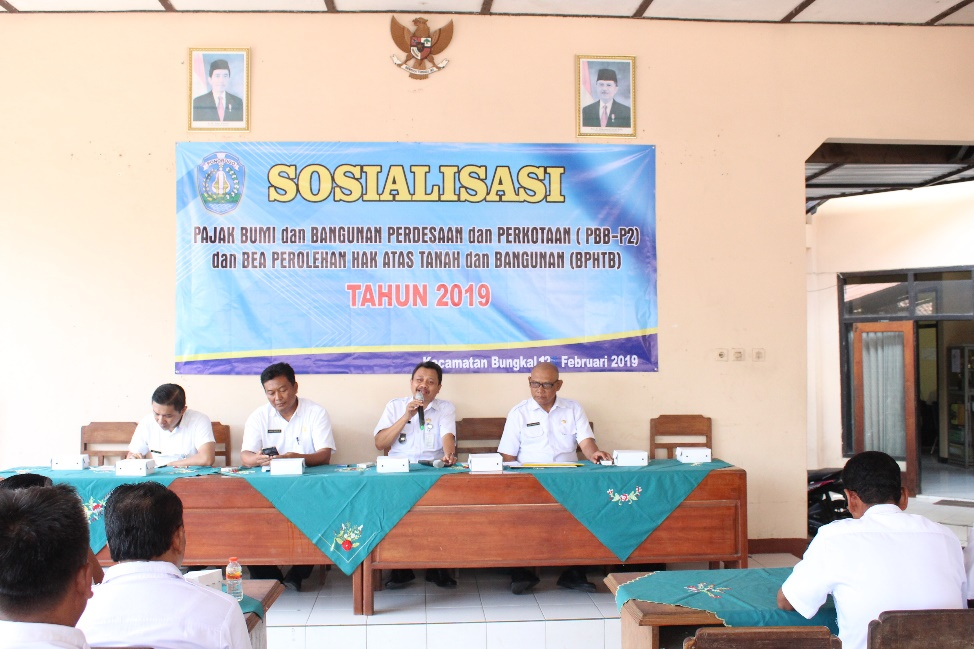 SOSIALISASI
PAJAK BUMI dan BANGUNAN PERDESAAN dan PERKOTAAN ( PBB-P2)
dan BEA PEROLEHAN HAK ATAS TANAH dan BANGUNAN (BPHTB)
TAHUN 2019
Kecamatan Bungkal 12 Februari 2019